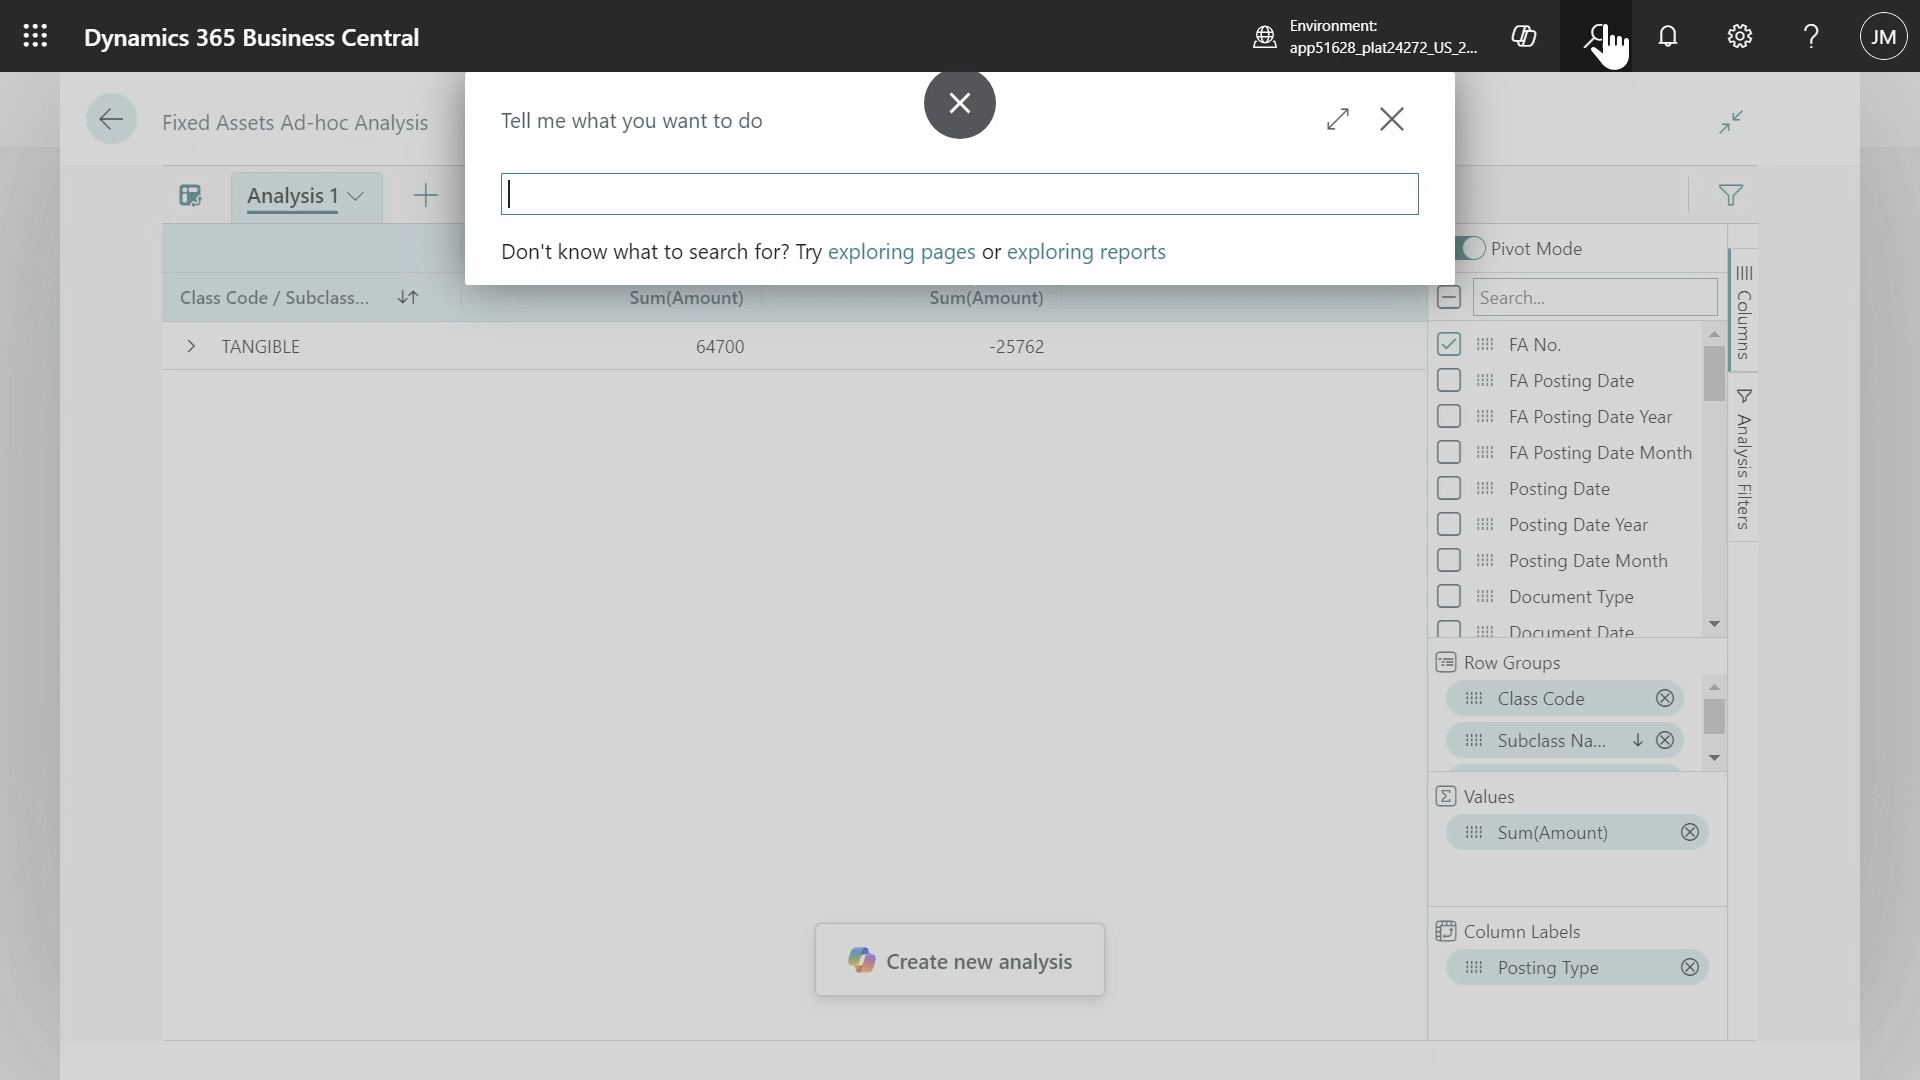 Dynamics 365 Business Central
Environment:
app51628_plat24272_US_2...
JM
Fixed Assets Ad-hoc Analysis
Tell me what you want to do
Don't know what to search for? Try exploring pages or exploring reports
Analysis 1
Class Code / Subclass...
Sum(Amount)
Sum(Amount)
TANGIBLE
64700
-25762
Pivot Mode
Search...
FA No.
FA Posting Date
FA Posting Date Year
FA Posting Date Month
Posting Date
Posting Date Year
Posting Date Month
Document Type
Document Date
Row Groups
Class Code
Subclass Na...
Values
Sum(Amount)
Column Labels
Posting Type
Columns
Analysis Filters
Create new analysis